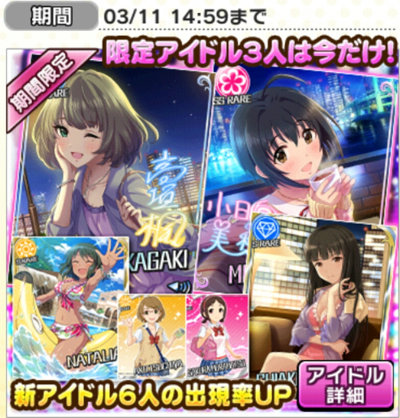 期間
03/11 14:59まで
限定アイドル3人は今だけ!
期間限定
SS RARE
SS RARE
KAGAKI
NATALIA
S RARE
新アイドル6人の出現率UP
アイドル
詳細